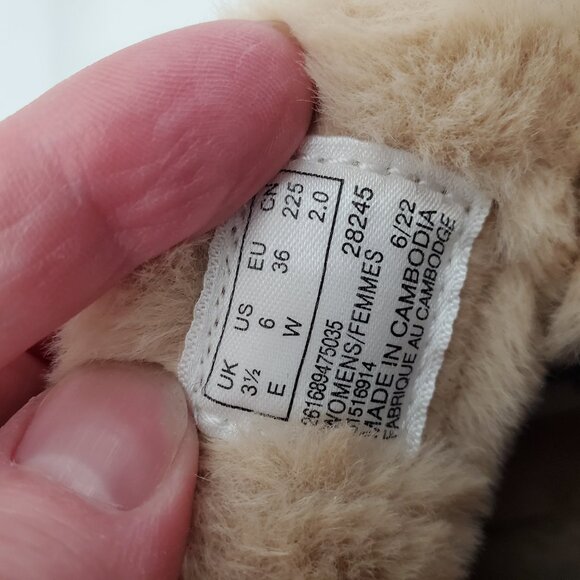 UK US EU CN
3½ 6 36 225
E W 2.0
261689475035
WOMENS/FEMMES 28245
1516914 6/22
MADE IN CAMBODIA
FABRIQUE AU CAMBODGE